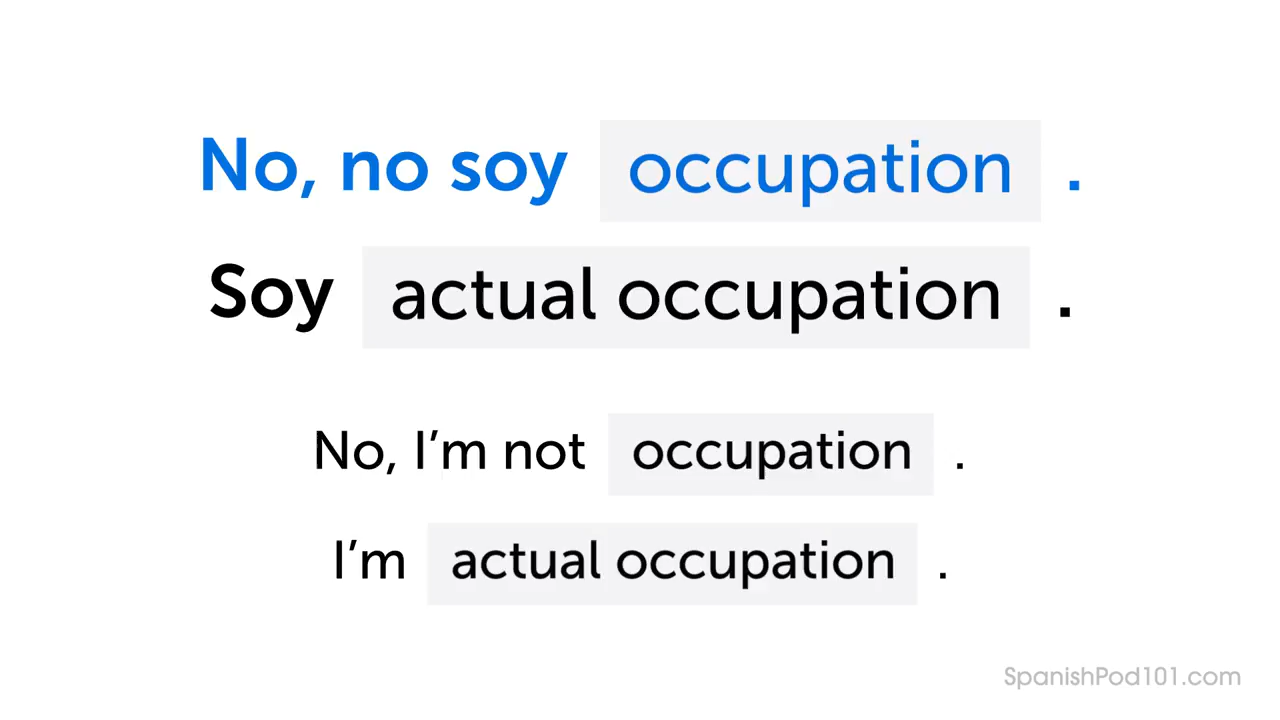 No, no soy occupation .
Soy actual occupation .
No, I’m not occupation .
I’m actual occupation .
SpanishPod101.com